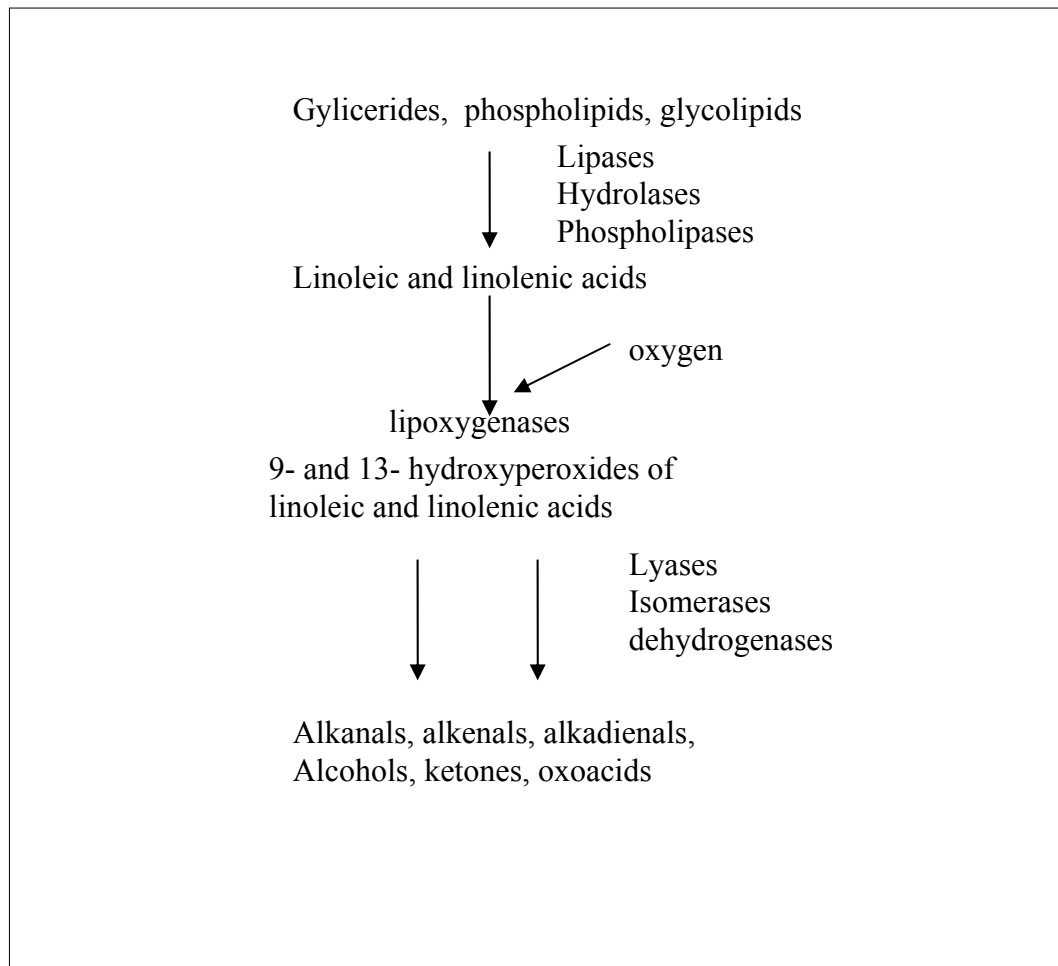 Gylicerides, phospholipids, glycolipids
Lipases
Hydrolases
Phospholipases
Linoleic and linolenic acids
oxygen
lipoxygenases
9- and 13- hydroxyperoxides of
linoleic and linolenic acids
Lyases
Isomerases
dehydrogenases
Alkanals, alkenals, alkadienals,
Alcohols, ketones, oxoacids